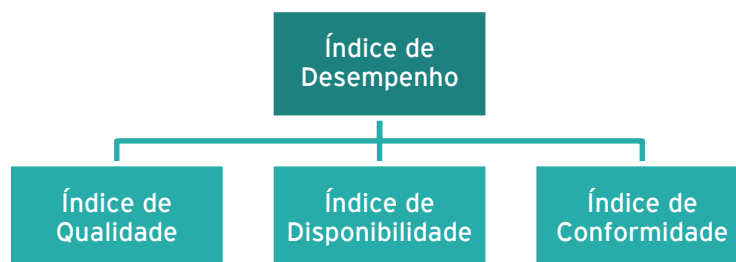 Índice de
Desempenho
Índice de
Qualidade
Índice de
Disponibilidade
Índice de
Conformidade